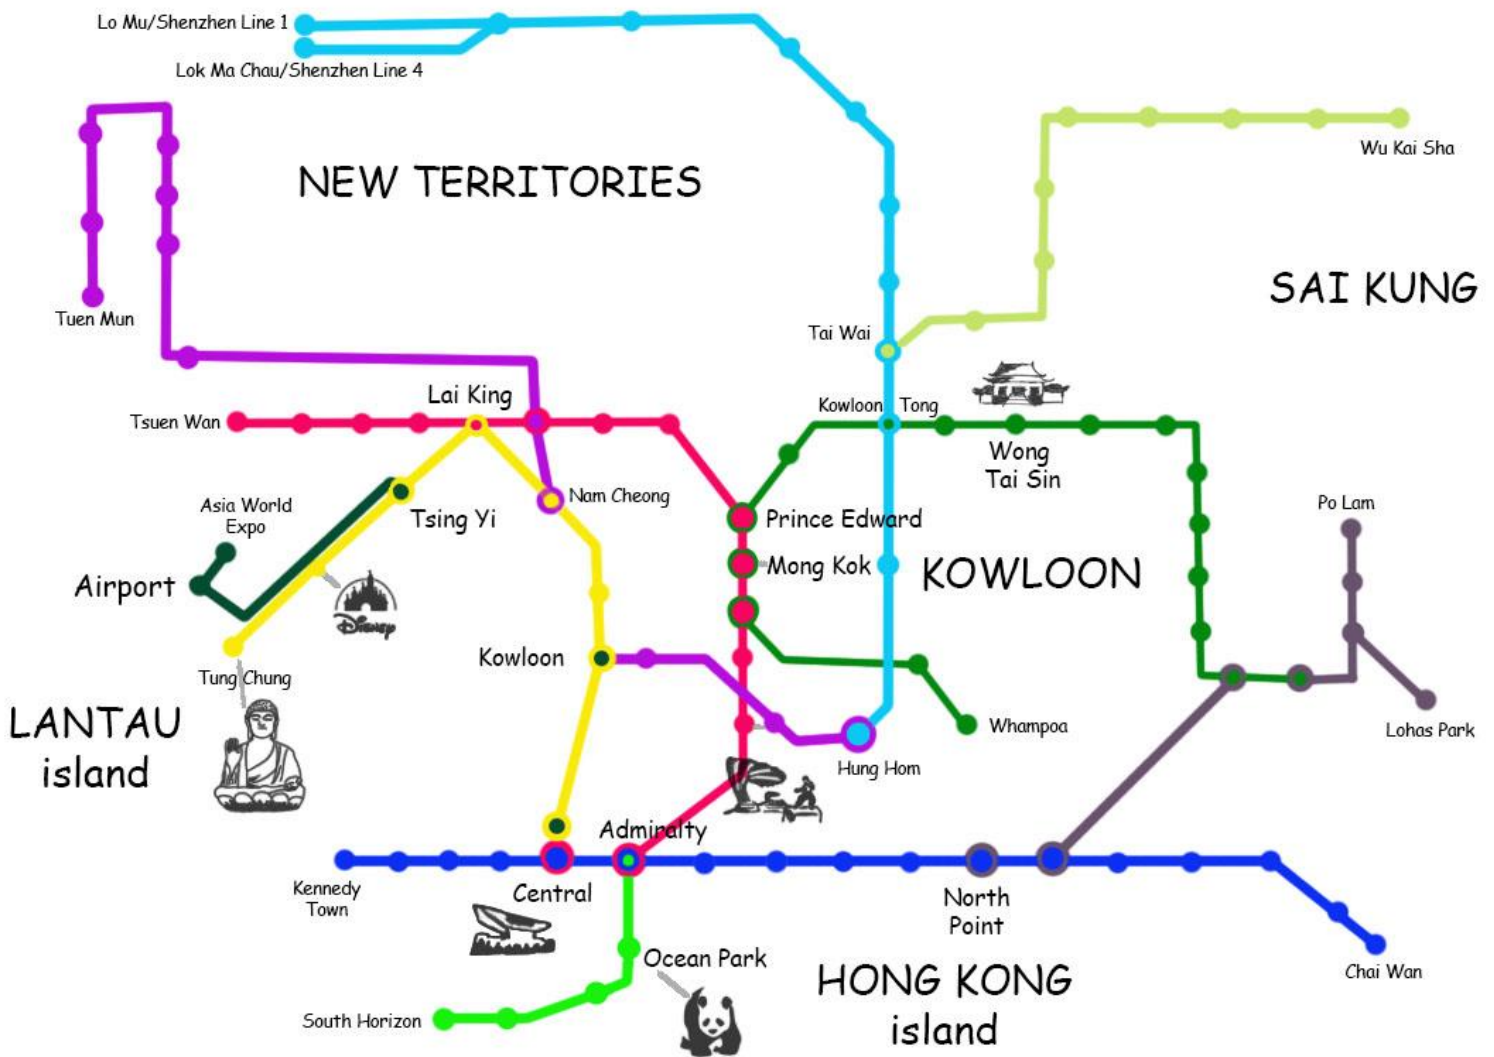 Lo Mu/Shenzhen Line 1
Lok Ma Chau/Shenzhen Line 4
Wu Kai Sha
NEW TERRITORIES
SAI KUNG
Tuen Mun
Tai Wai
Lai King
Tsuen Wan
Kowloon Tong
Wong
Tai Sin
Nam Cheong
Asia World
Expo
Tsing Yi
Prince Edward
Po Lam
Airport
Mong Kok
KOWLOON
Disney
Kowloon
Tung Chung
LANTAU
island
Whampoa
Lohas Park
Hung Hom
Admiralty
Kennedy
Town
Central
North
Point
Ocean Park
Chai Wan
HONG KONG
island
South Horizon